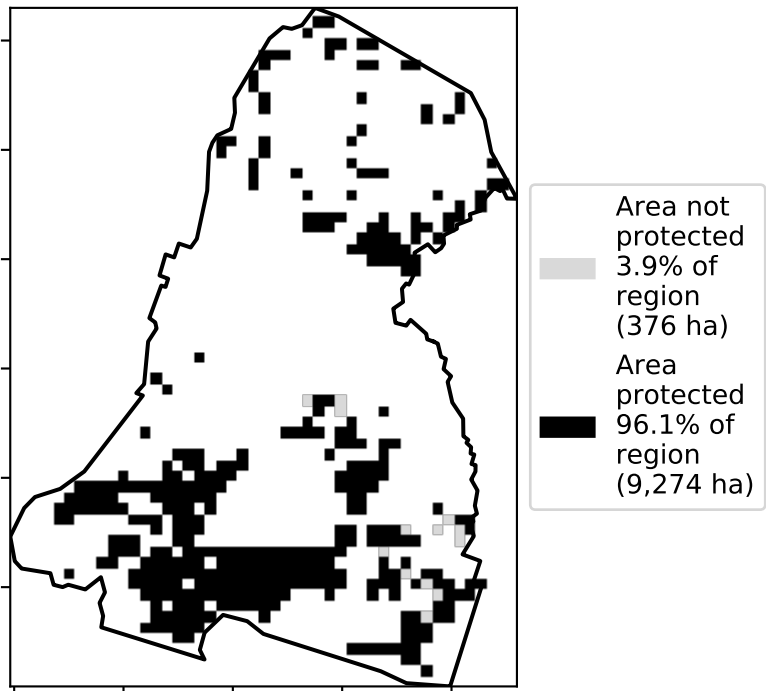 Area not
protected
3.9% of
region
(376 ha)
Area
protected
96.1% of
region
(9,274 ha)